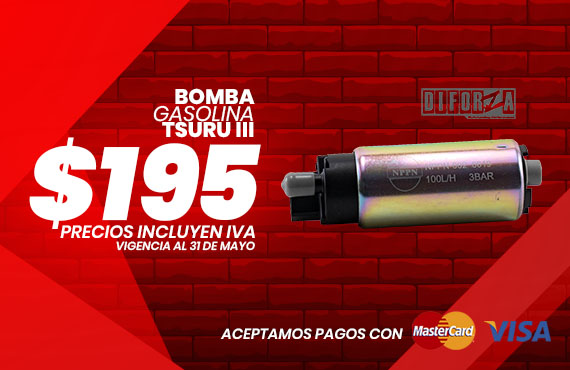 BOMBA
GASOLINA
TSURU III
$195
PRECIOS INCLUYEN IVA
VIGENCIA AL 31 DE MAYO
DIFORZA
NPPN
100L/H 3BAR
ACEPTAMOS PAGOS CON
MasterCard
VISA